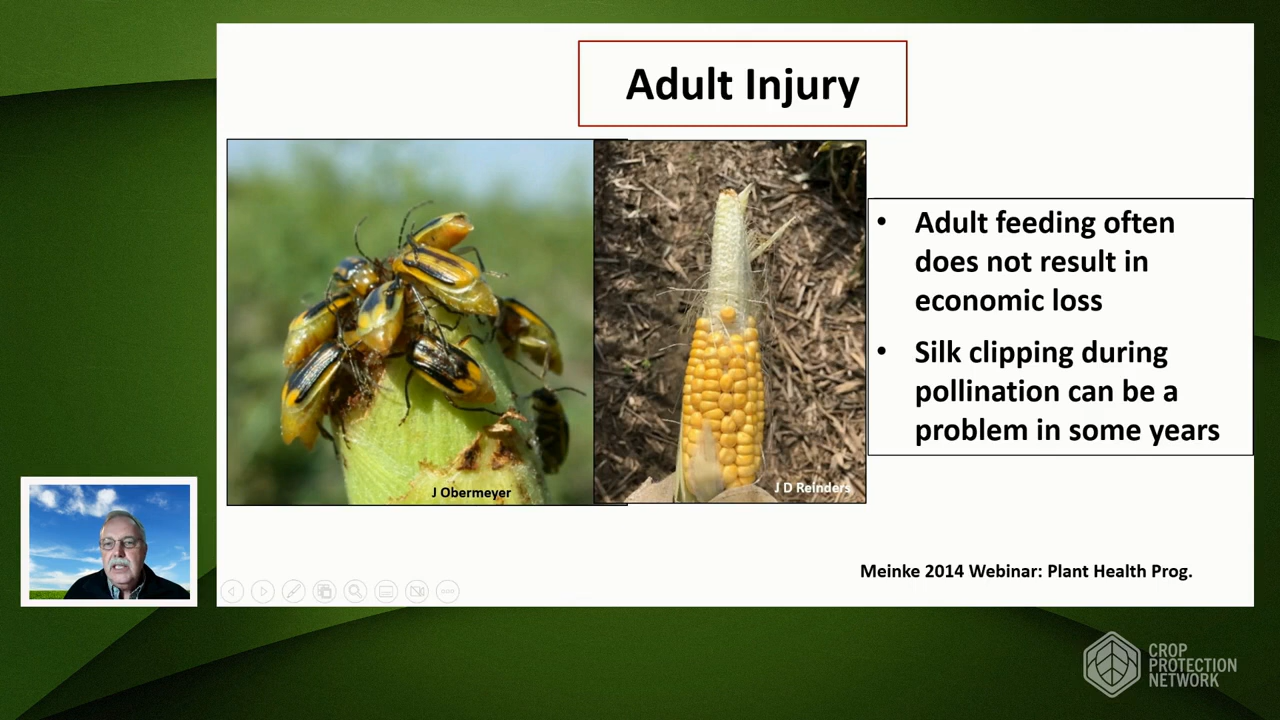 Adult Injury
• Adult feeding often
does not result in
economic loss
• Silk clipping during
pollination can be a
problem in some years
J Obermeyer
J D Reinders
Meinke 2014 Webinar: Plant Health Prog.
CROP
PROTECTION
NETWORK